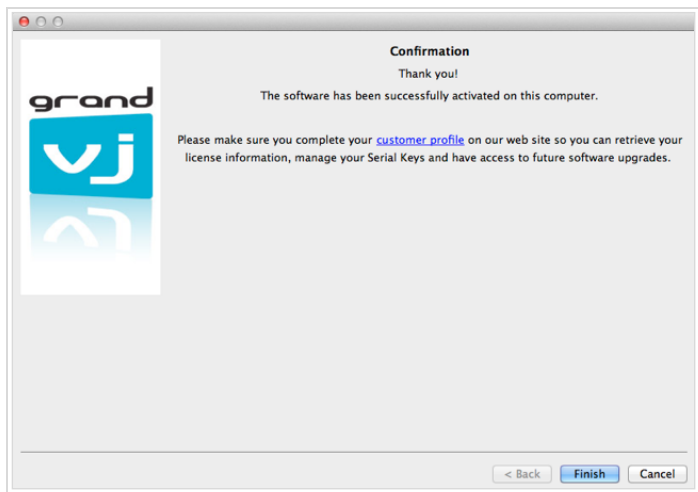 Confirmation
Thank you!
grand
The software has been successfully activated on this computer.
vj
Please make sure you complete your customer profile on our web site so you can retrieve your
license information, manage your Serial Keys and have access to future software upgrades.
< Back
Finish
Cancel